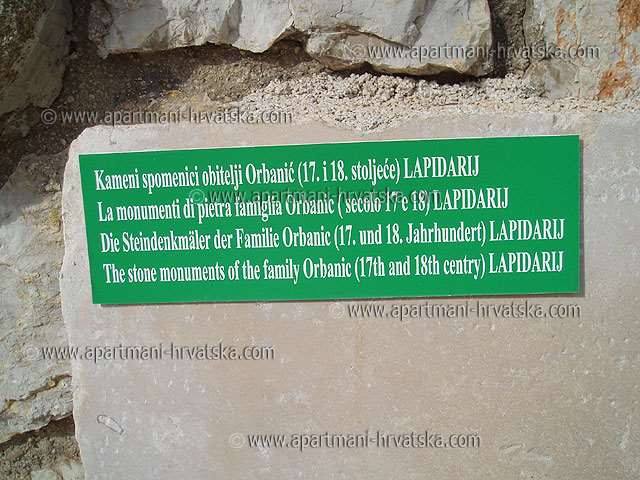 © www.apartmani-hrvatska.com
© www.apartmani-hrvatska.com
Kameni spomenici obitelji Orbanić (17. i 18. stoljeće) LAPIDARIJ
© www.apartmani-hrvatska.com
La monumenti di pietra famiglia Orbanic ( secolo 17 e 18) LAPIDARIJ
Die Steindenkmäler der Familie Orbanic (17. und 18. Jahrhundert) LAPIDARIJ
The stone monuments of the family Orbanic (17th and 18th centry) LAPIDARIJ
© www.apartmani-hrvatska.com
© www.apartmani-hrvatska.com
© www.apartmani-hrvatska.com